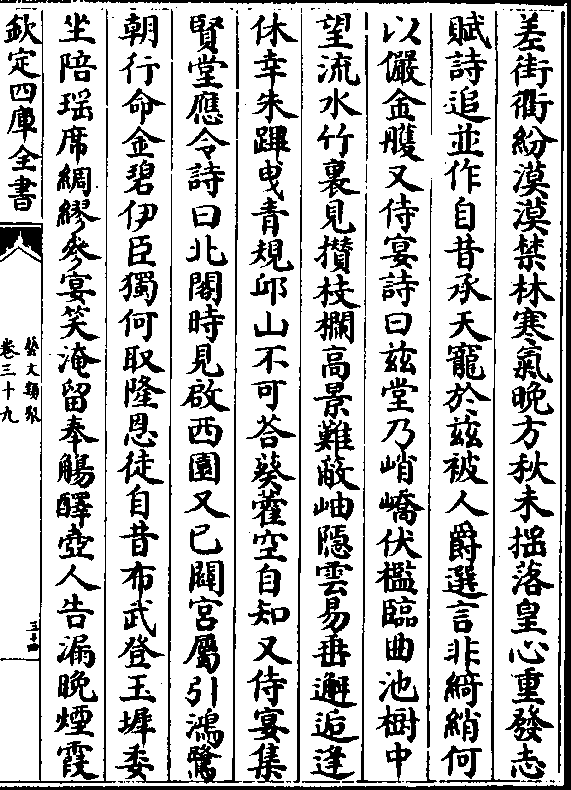 差街衢紛漠漠禁林寒氣晚方秋未揺落皇心重發志
賦詩追並作自昔承天寵於兹被人爵選言非綺綃何
以儼金艧又侍宴詩曰兹堂乃峭嶠伏檻臨曲池樹中
望流水竹裏見攢枝欄高景難蔽岫隱雲易垂邂逅逢
休幸朱蹕曳青規邱山不可荅葵藿空自知又侍宴集
賢堂應令詩曰北閣時見啟西園又已闢宮屬引鴻鷺
朝行命金碧伊臣獨何取隆恩徒自昔布武登玉墀委
坐陪瑶席綢繆參宴笑淹留奉觴醳壺人告漏晚煙霞
欽定四庫全書
藝文類聚
卷三十九
三十四